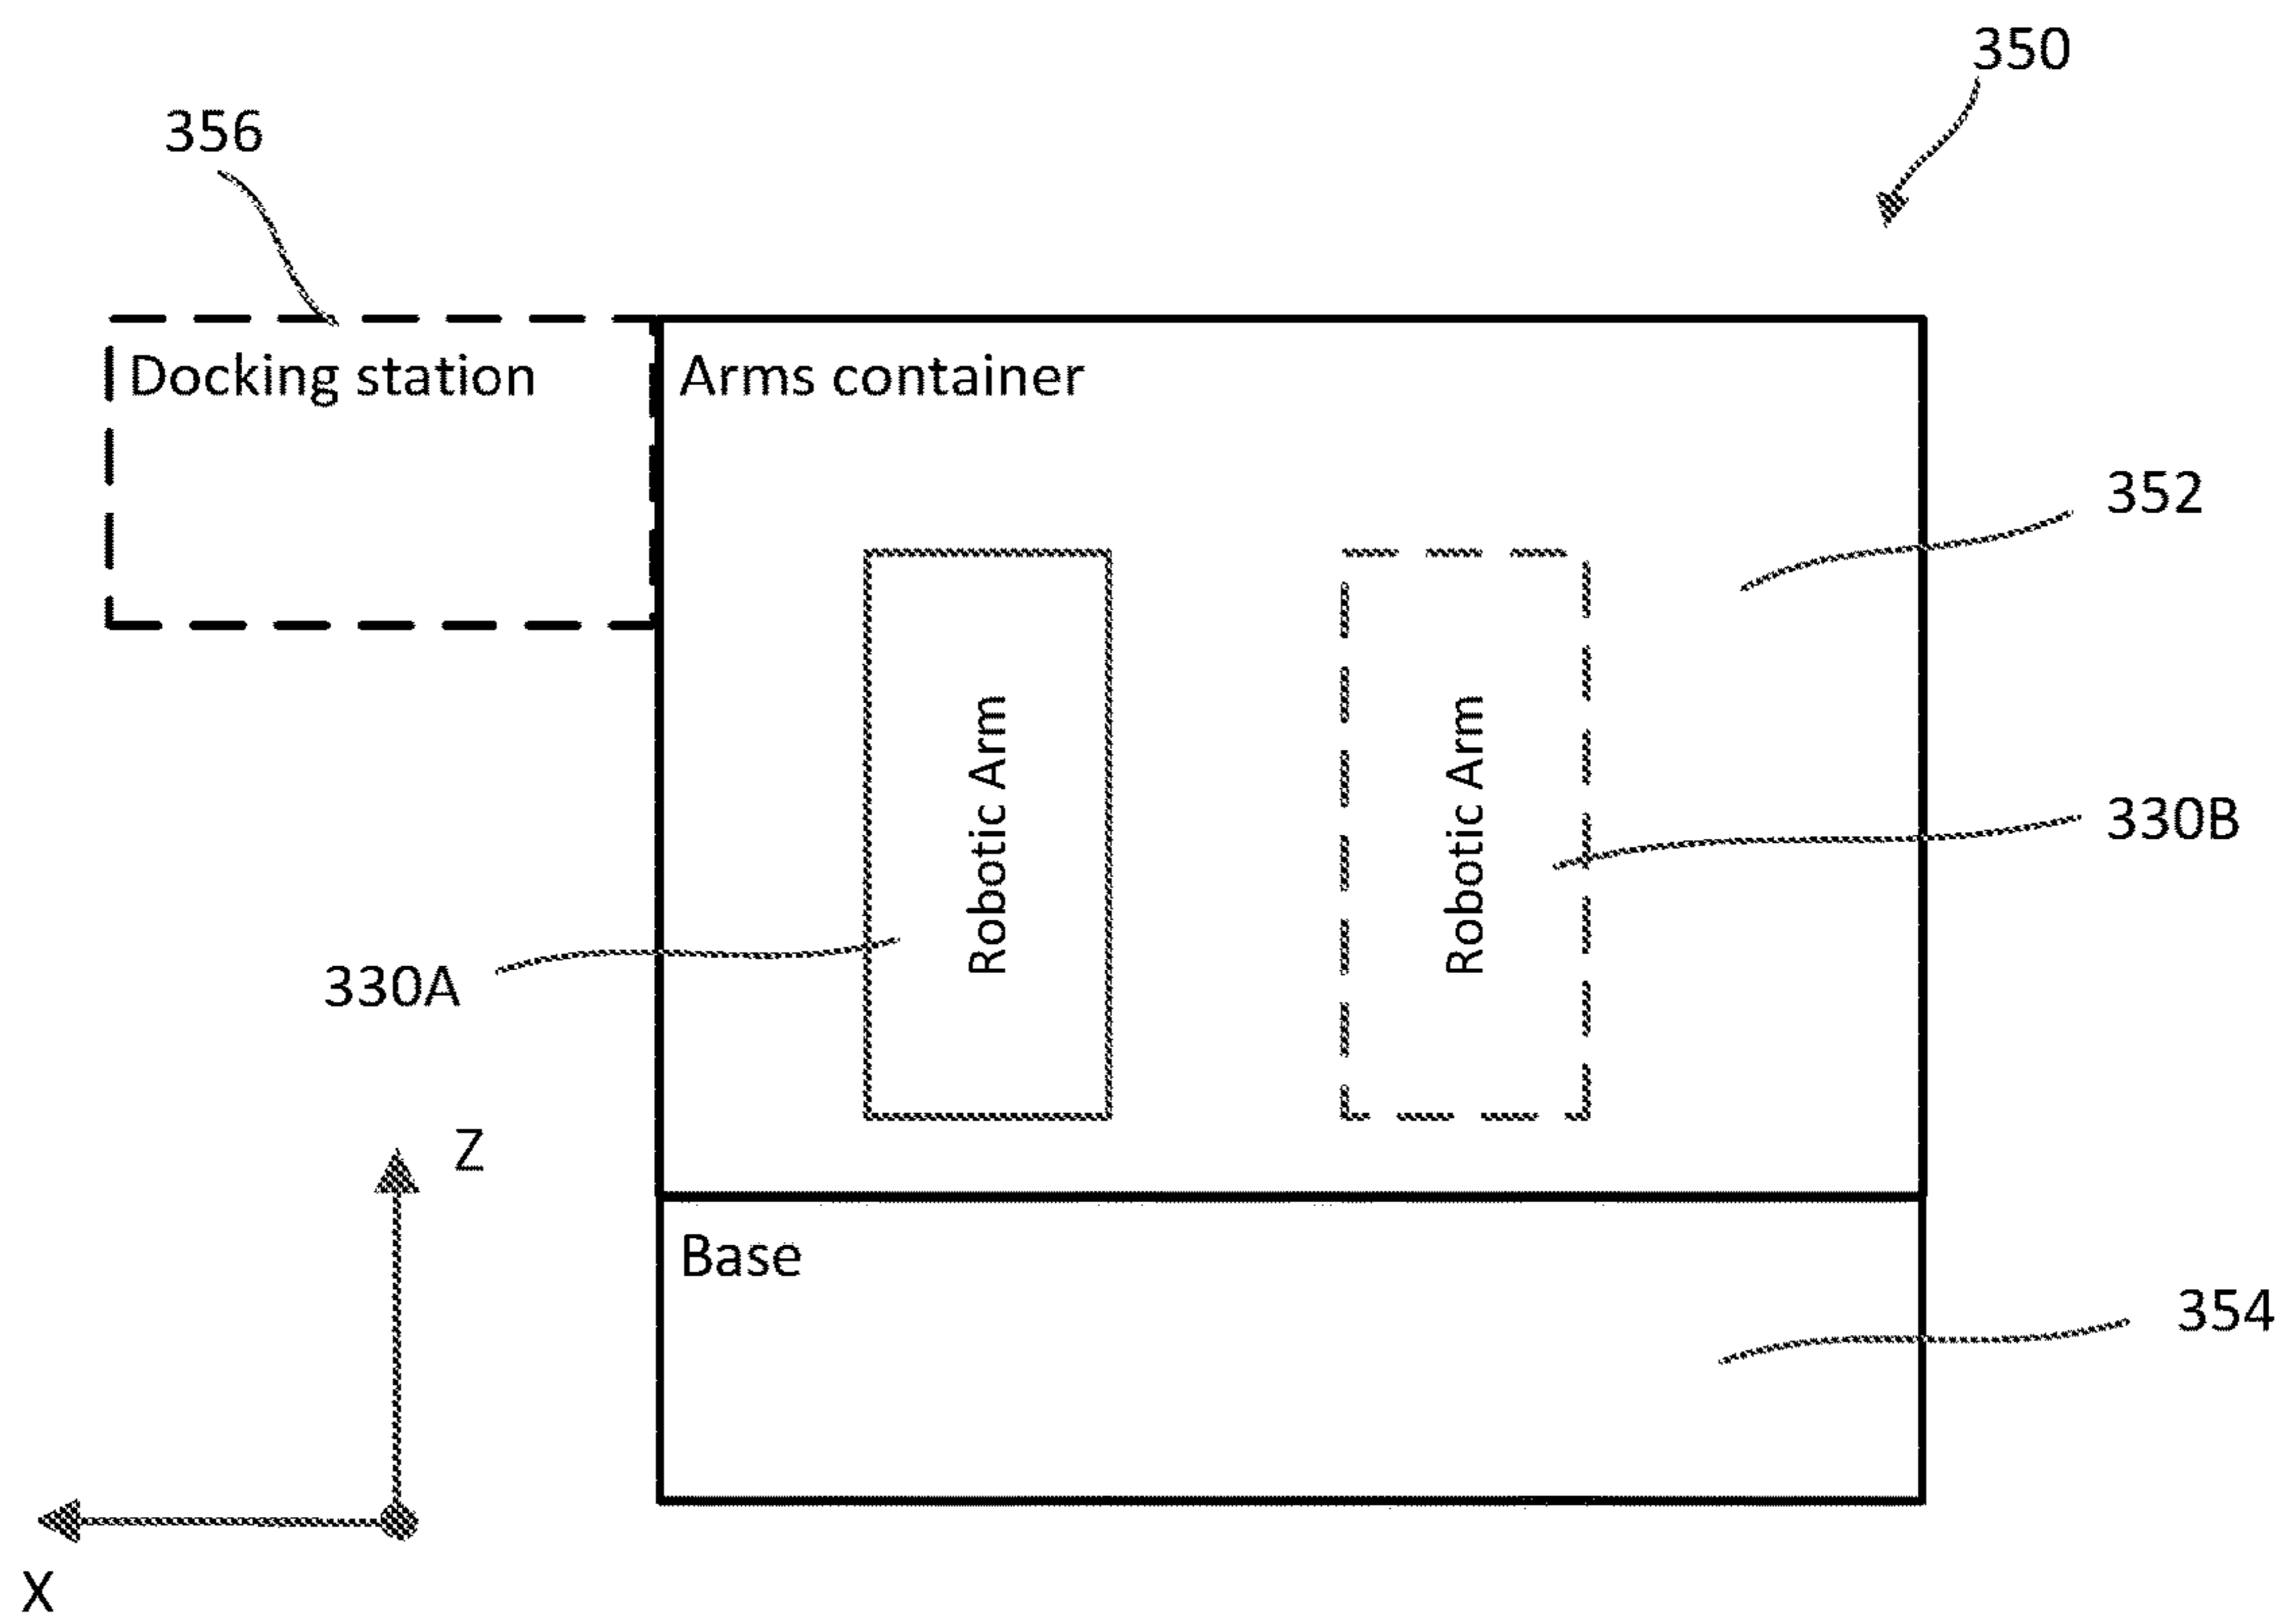 350
356
Docking station
Arms container
352
Robotic Arm
Robotic Arm
330B
330A
Z
Base
354
X